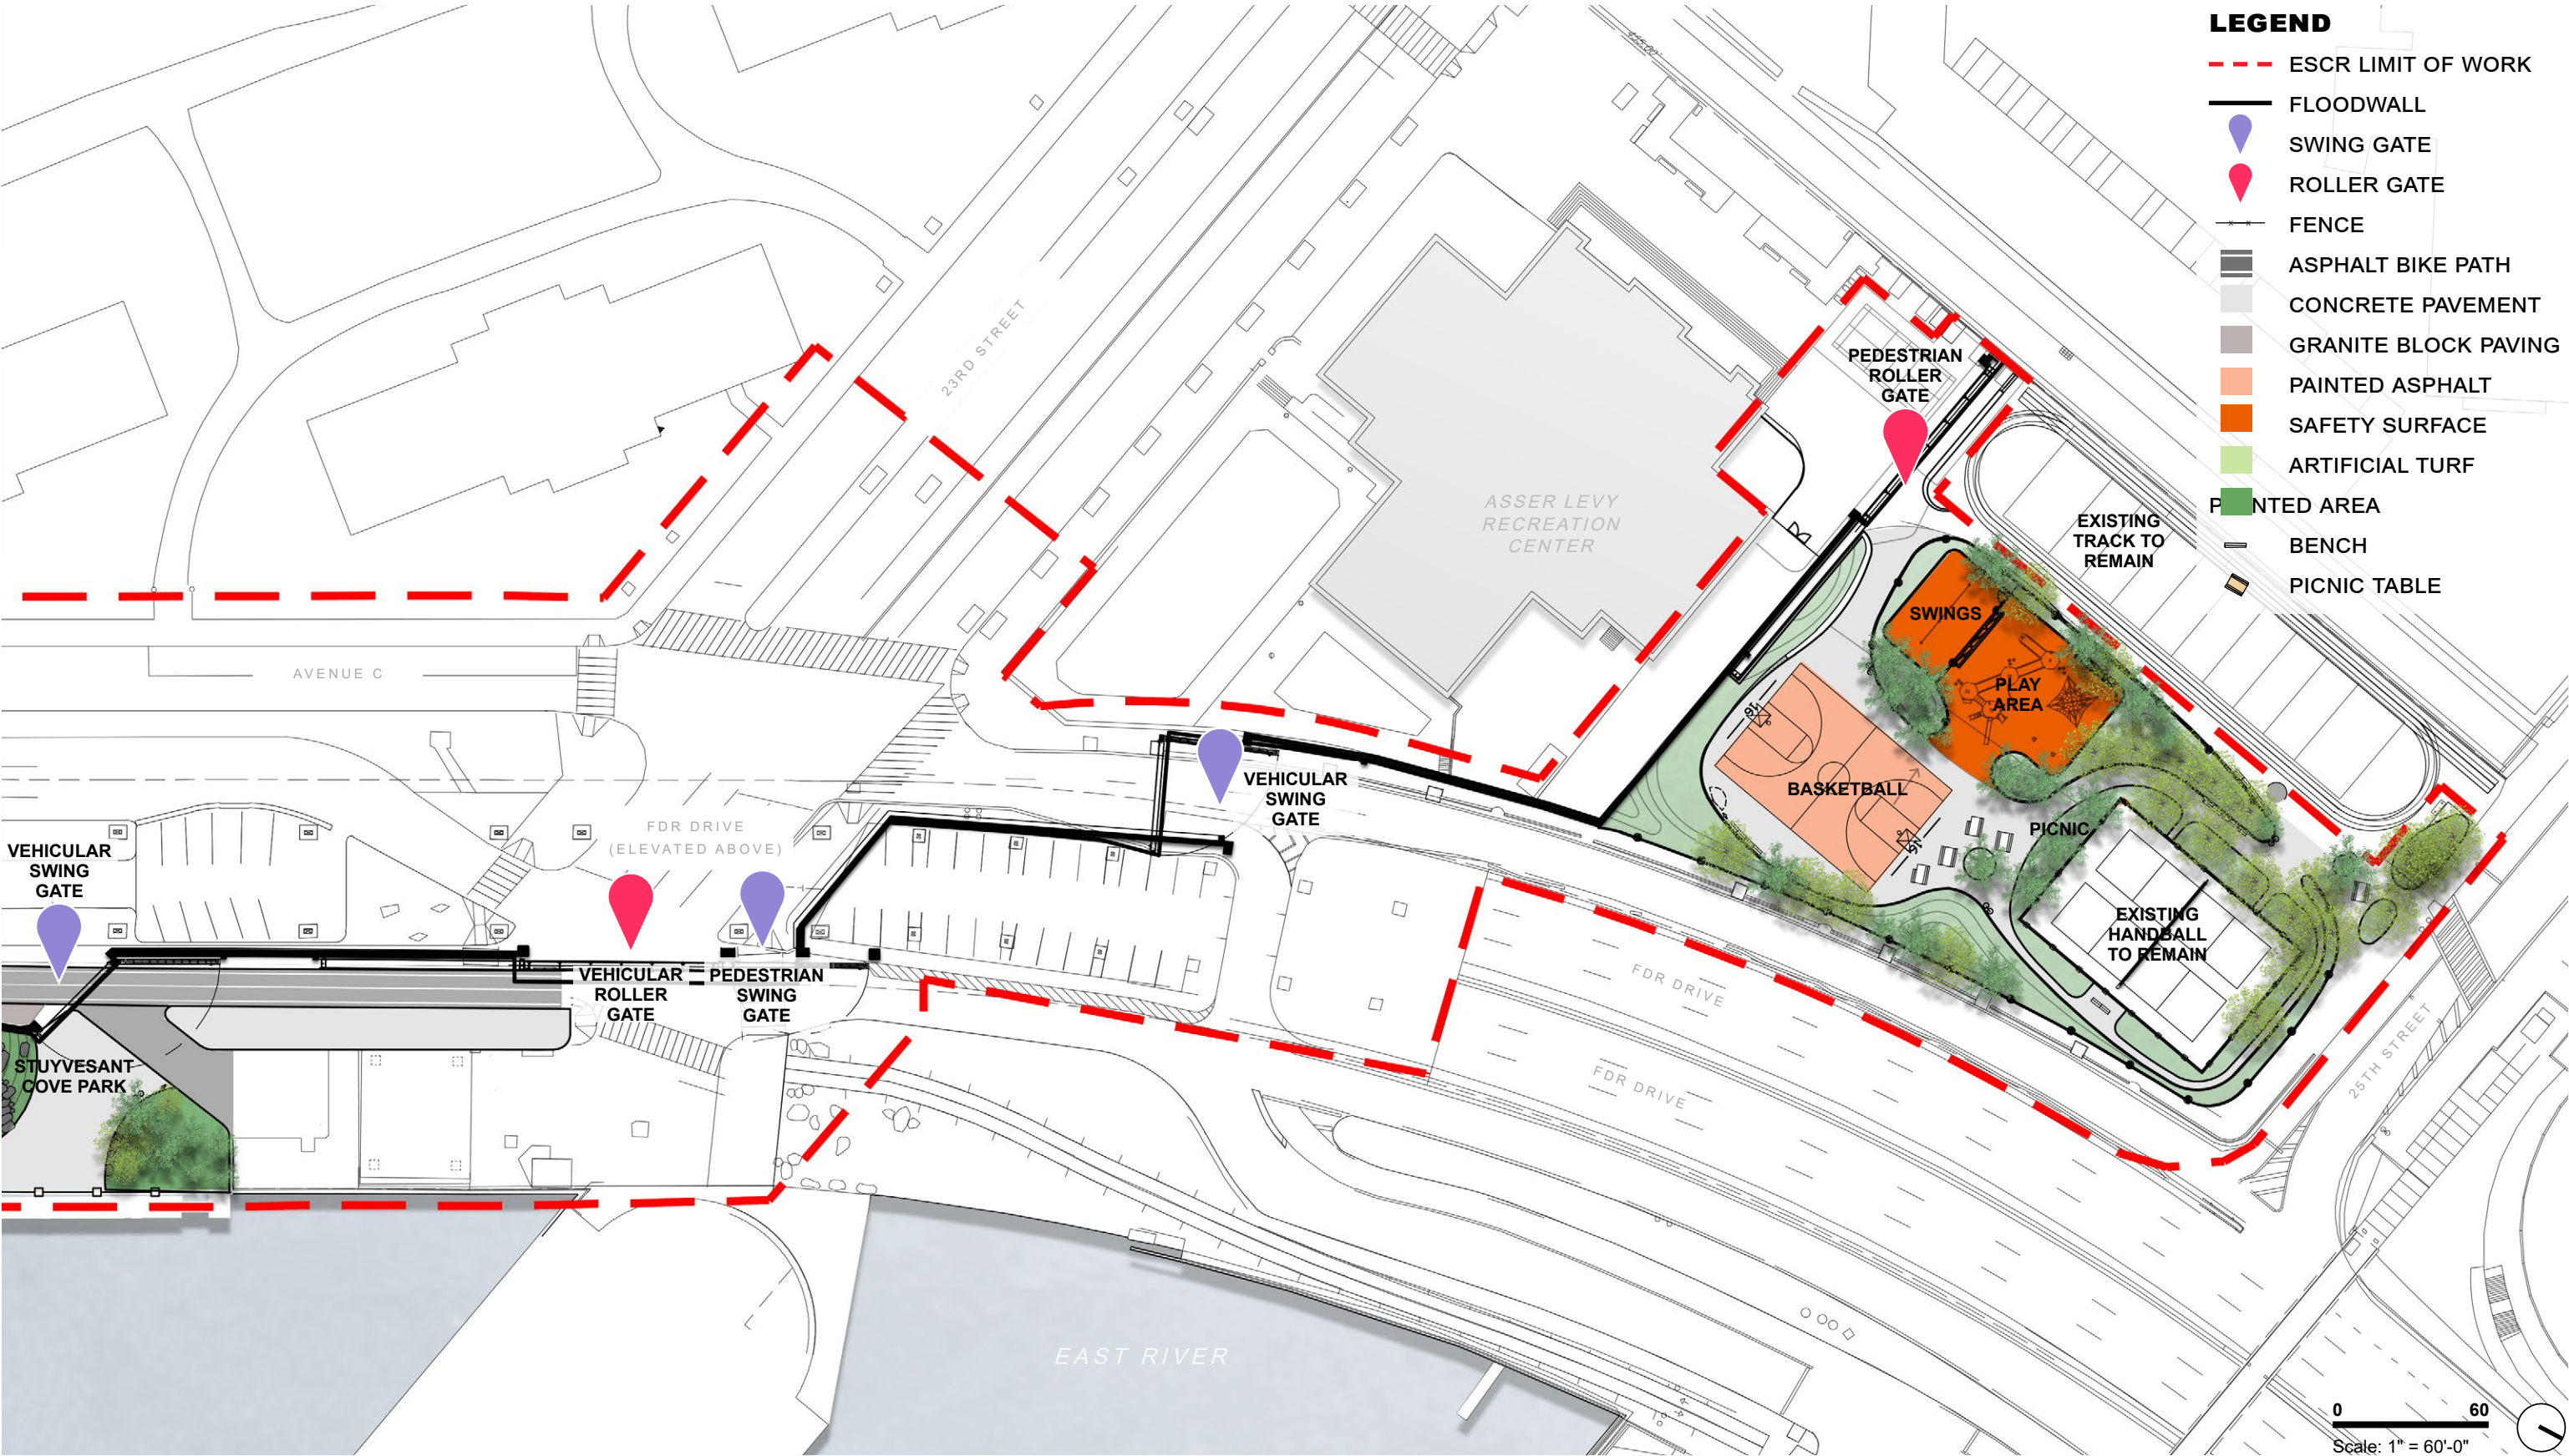 LEGEND
ESCR LIMIT OF WORK
FLOODWALL
SWING GATE
ROLLER GATE
FENCE
ASPHALT BIKE PATH
CONCRETE PAVEMENT
GRANITE BLOCK PAVING
PAINTED ASPHALT
SAFETY SURFACE
ARTIFICIAL TURF
P NTED AREA
BENCH
PICNIC TABLE
23RD STREET
PEDESTRIAN
ROLLER
GATE
ASSER LEVY
RECREATION
CENTER
EXISTING
TRACK TO
REMAIN
SWINGS
PLAY
AREA
AVENUE C
BASKETBALL
PICNIC
VEHICULAR
SWING
GATE
FDR DRIVE
(ELEVATED ABOVE)
VEHICULAR
SWING
GATE
EXISTING
HANDBALL
TO REMAIN
VEHICULAR
ROLLER
GATE
PEDESTRIAN
SWING
GATE
FDR DRIVE
FDR DRIVE
25TH STREET
STUYVESANT
COVE PARK
EAST RIVER
0 60
Scale: 1" = 60'-0"